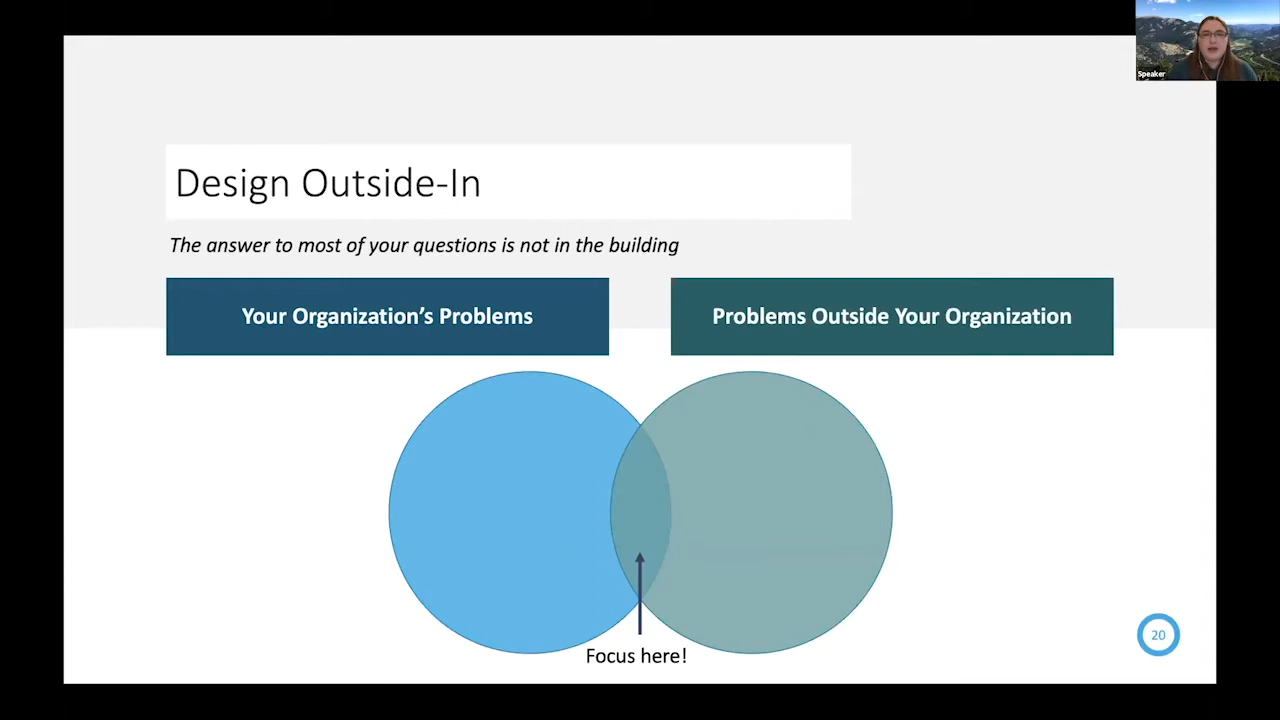 Speaker
Design Outside-In
The answer to most of your questions is not in the building
Your Organization’s Problems
Problems Outside Your Organization
Focus here!
20